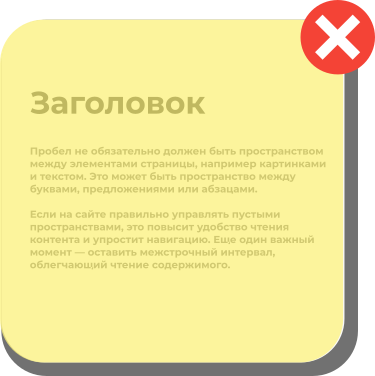 Заголовок
Пробел не обязательно должен быть пространством
между элементами страницы, например картинками
и текстом. Это может быть пространство между
буквами, предложениями или абзацами.
Если на сайте правильно управлять пустыми
пространствами, это повысит удобство чтения
контента и упростит навигацию. Еще один важный
момент — оставить межстрочный интервал,
облегчающий чтение содержимого.